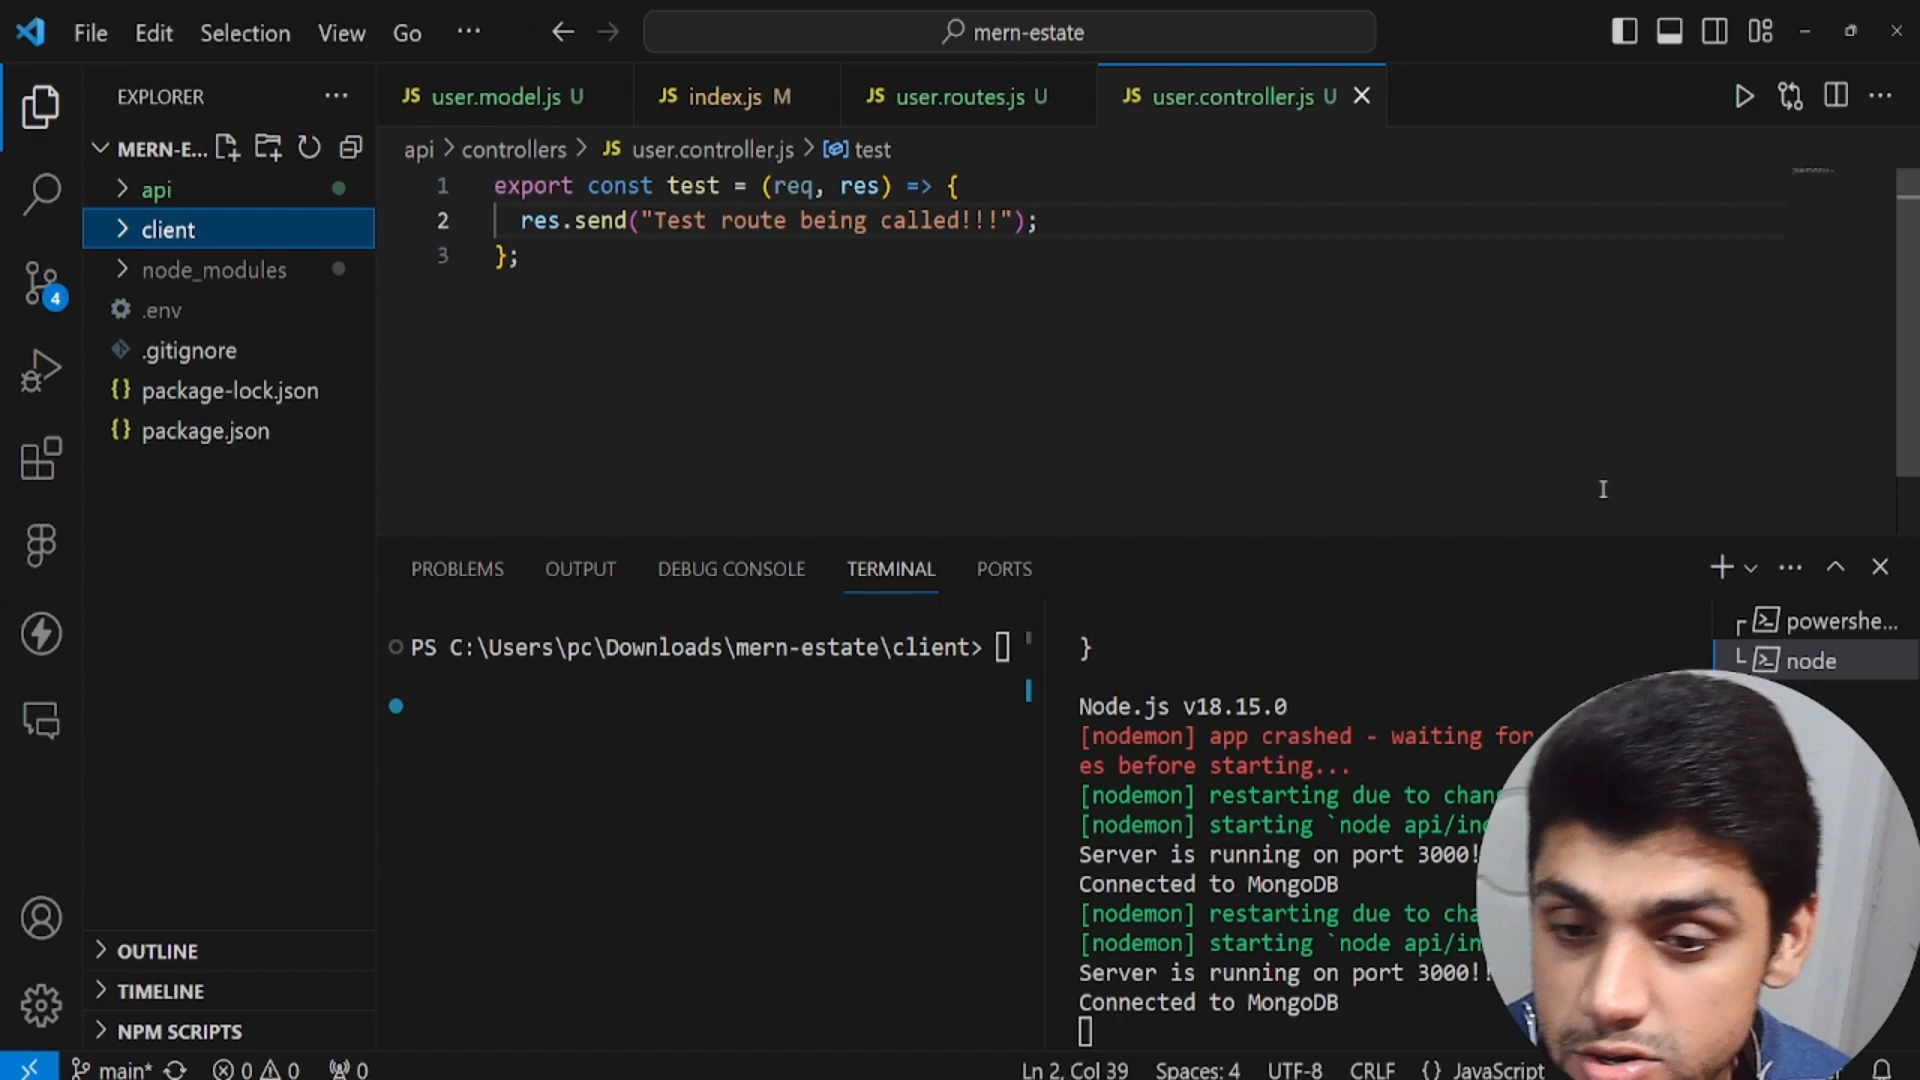 File Edit Selection View Go ··· mern-estate
EXPLORER ···
MERN-E...
api
client
node_modules
.env
.gitignore
package-lock.json
package.json
OUTLINE
TIMELINE
NPM SCRIPTS
4
JS user.model.js U JS index.js M JS user.routes.js U JS user.controller.js U
api > controllers > JS user.controller.js > test
1 export const test = (req, res) => {
2 res.send("Test route being called!!!");
3 };
PROBLEMS OUTPUT DEBUG CONSOLE TERMINAL PORTS
PS C:\Users\pc\Downloads\mern-estate\client>
}
Node.js v18.15.0
[nodemon] app crashed - waiting for
es before starting...
[nodemon] restarting due to chan
[nodemon] starting `node api/in
Server is running on port 3000!
Connected to MongoDB
[nodemon] restarting due to cha
[nodemon] starting `node api/in
Server is running on port 3000!!
Connected to MongoDB
powershe...
node
main* 0 0 0 Ln 2, Col 39 Spaces: 4 UTF-8 CRLF {} JavaScript